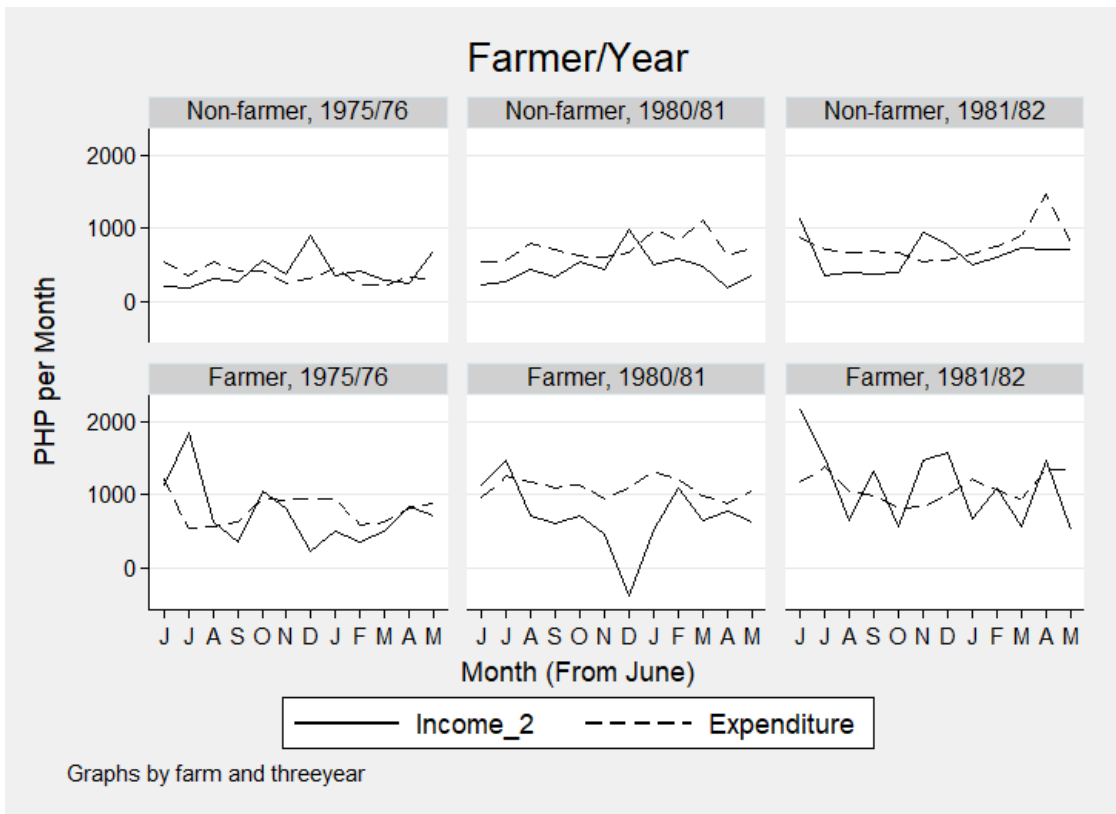 Farmer/Year
Non-farmer, 1975/76 Non-farmer, 1980/81 Non-farmer, 1981/82
2000
1000
0
Farmer, 1975/76 Farmer, 1980/81 Farmer, 1981/82
2000
1000
0
PHP per Month
J J A S O N D J F M A M J J A S O N D J F M A M J J A S O N D J F M A M
Month (From June)
Income_2 Expenditure
Graphs by farm and threeyear